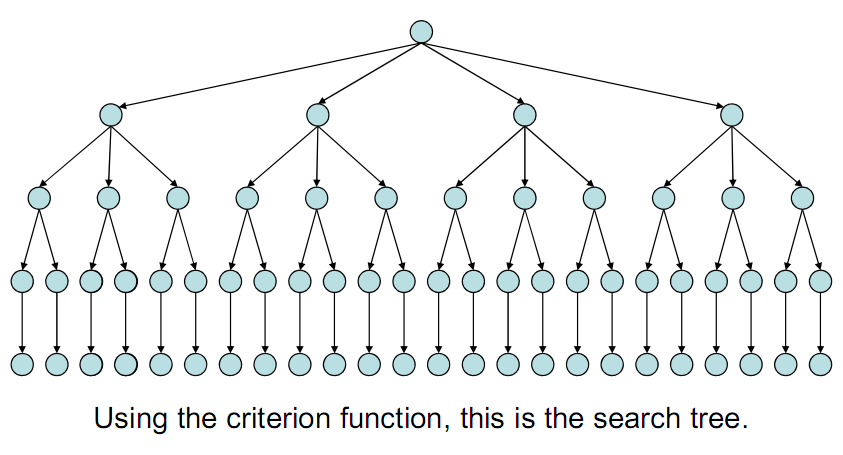 Using the criterion function, this is the search tree.